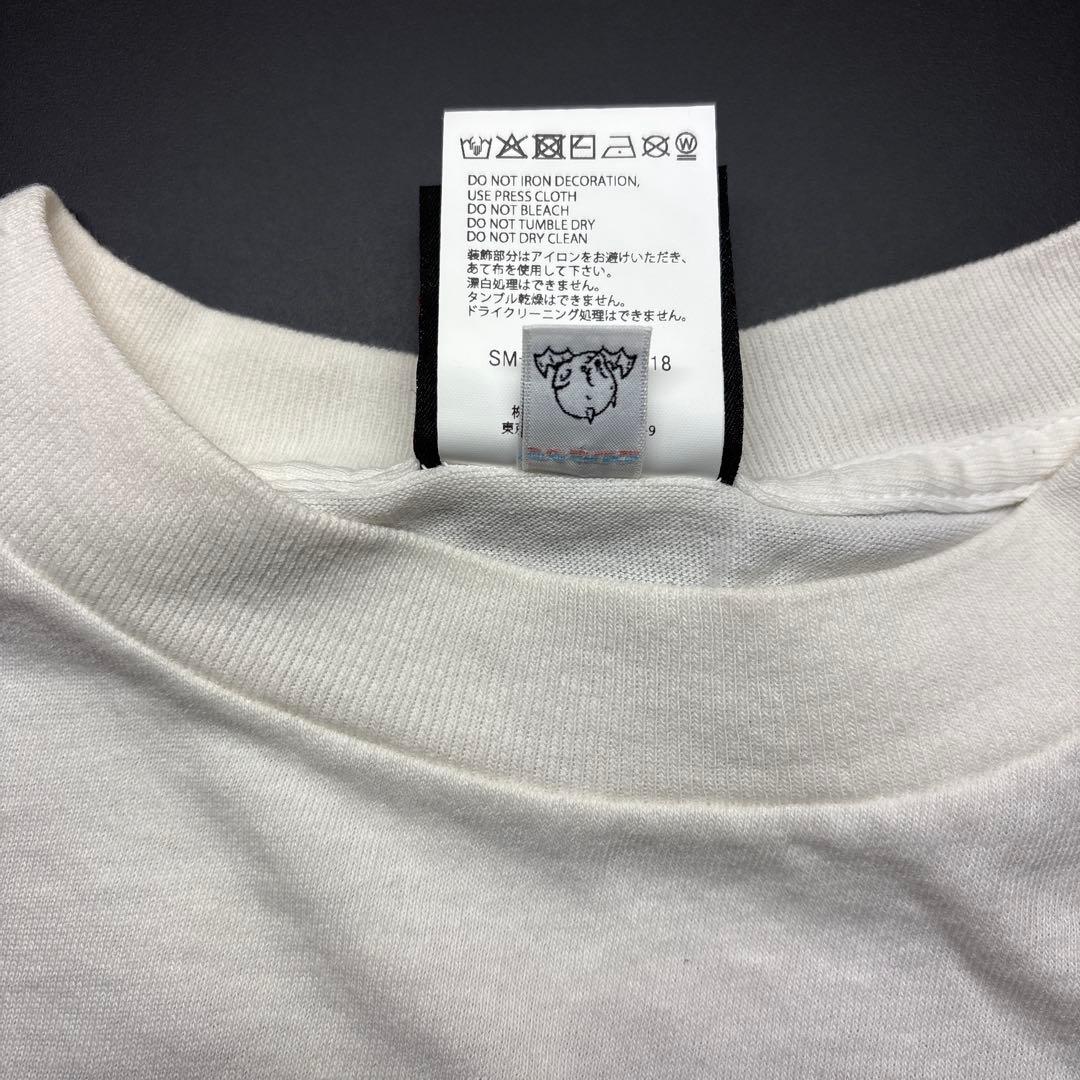 W
DO NOT IRON DECORATION,
USE PRESS CLOTH
DO NOT BLEACH
DO NOT TUMBLE DRY
DO NOT DRY CLEAN
装飾部分はアイロンをお避けいただき、
あて布を使用して下さい。
漂白処理はできません。
タンブル乾燥はできません。
ドライクリーニング処理はできません。
SM- 18
東 9